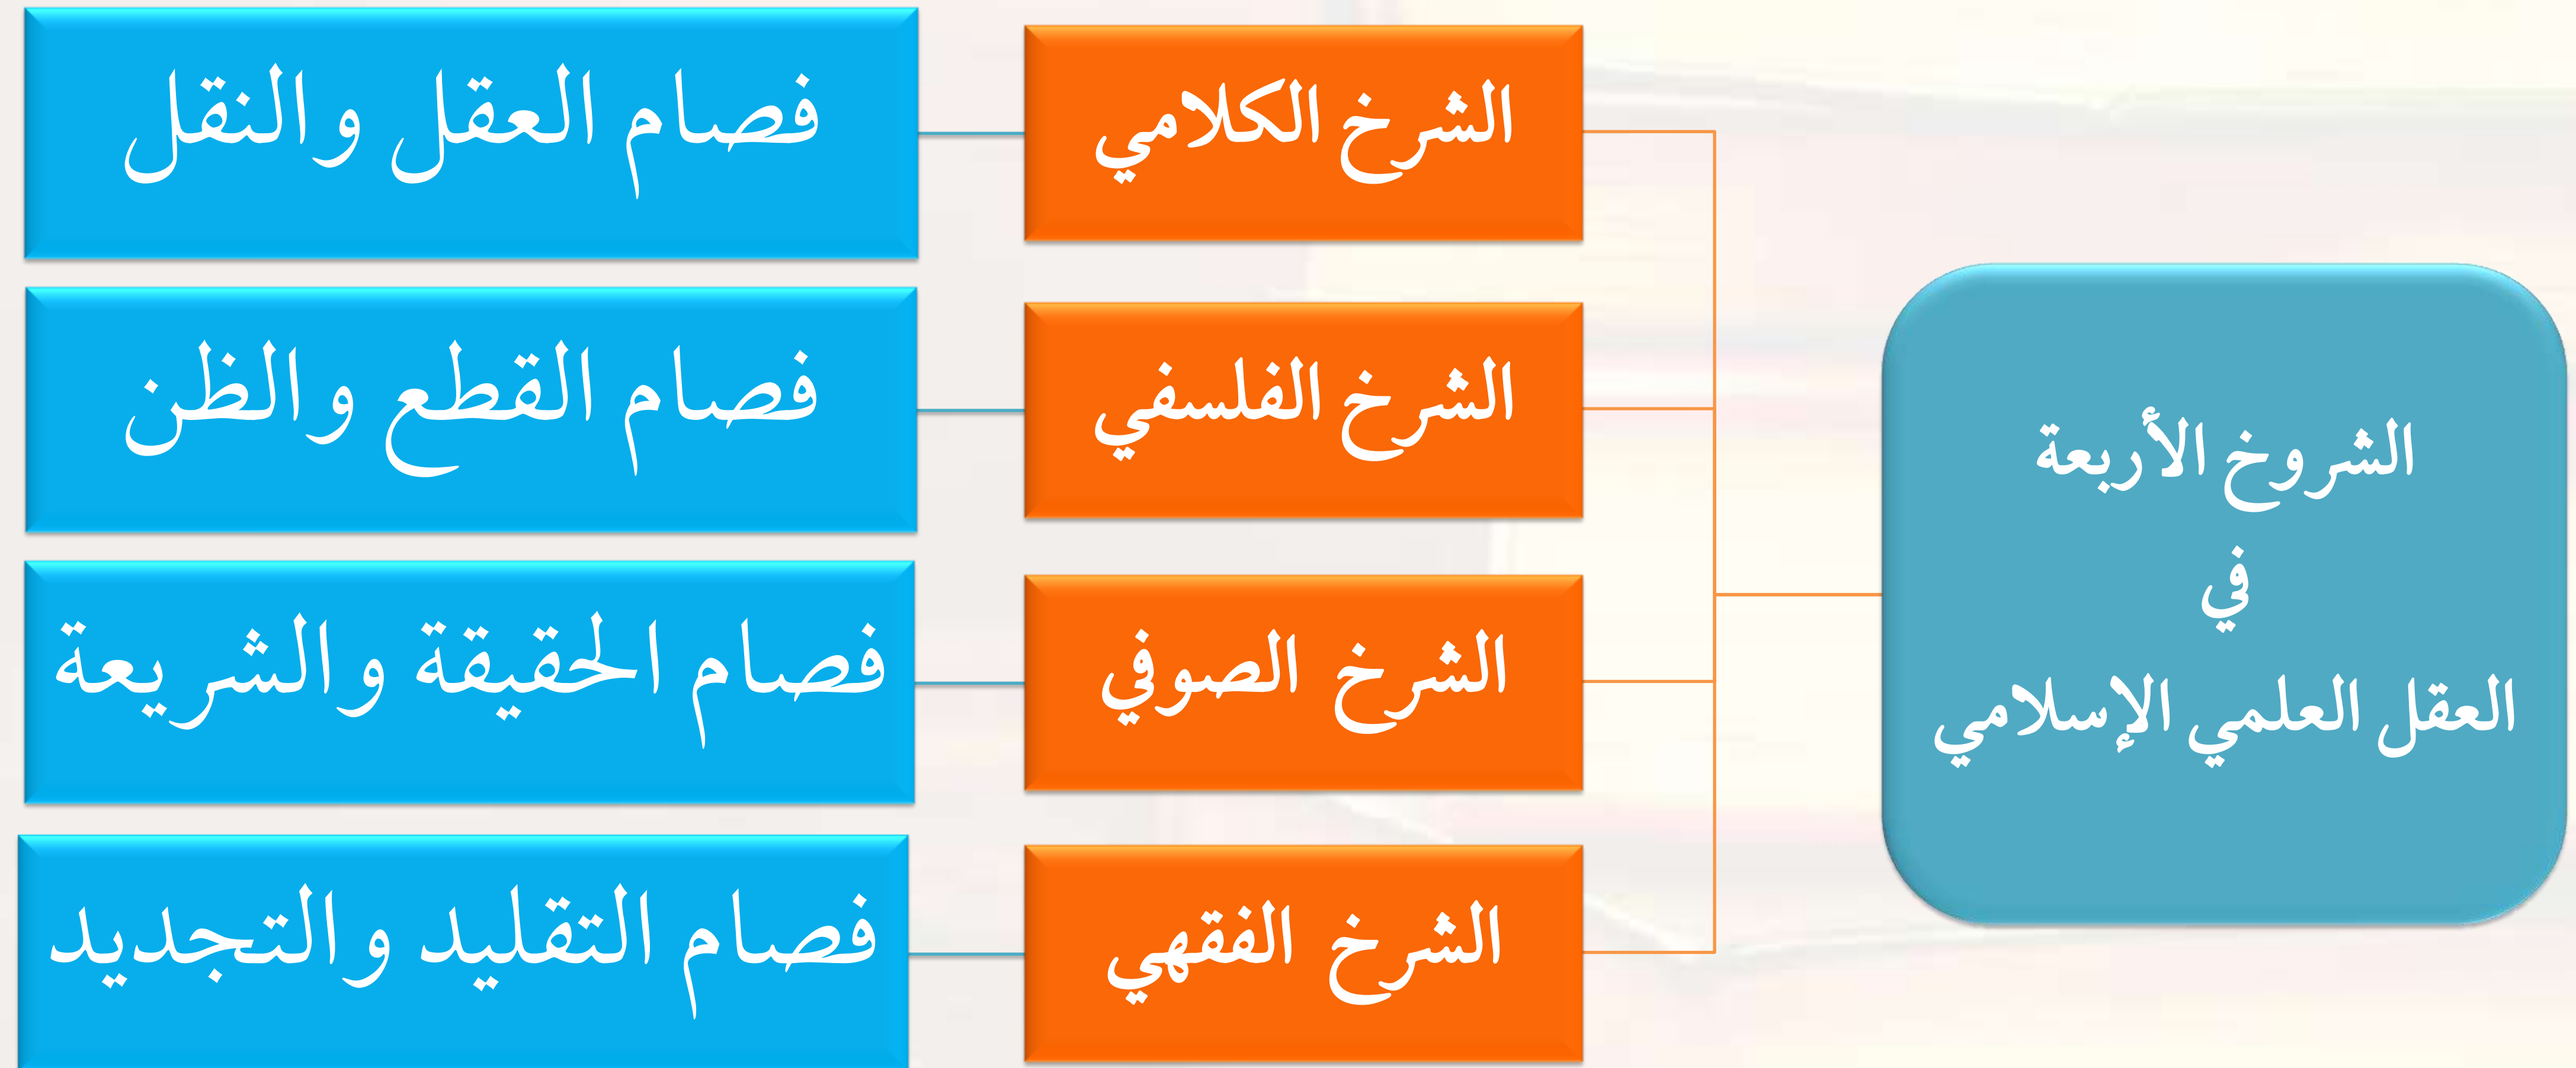 الشروخ الأربعة
في
العقل العلمي الإسلامي
الشرخ الكلامي
فصام العقل والنقل
الشرخ الفلسفي
فصام القطع والظن
الشرخ الصوفي
فصام الحقيقة والشريعة
الشرخ الفقهي
فصام التقليد والتجديد